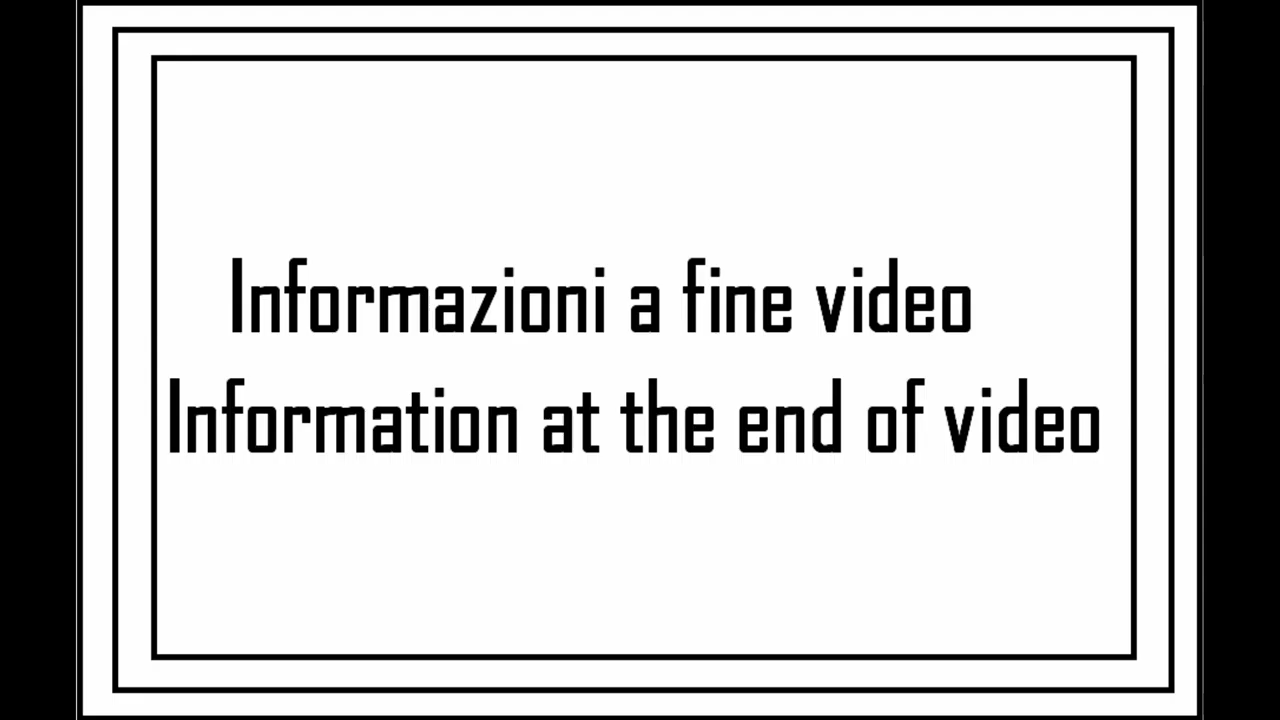 Informazioni a fine video
Information at the end of video